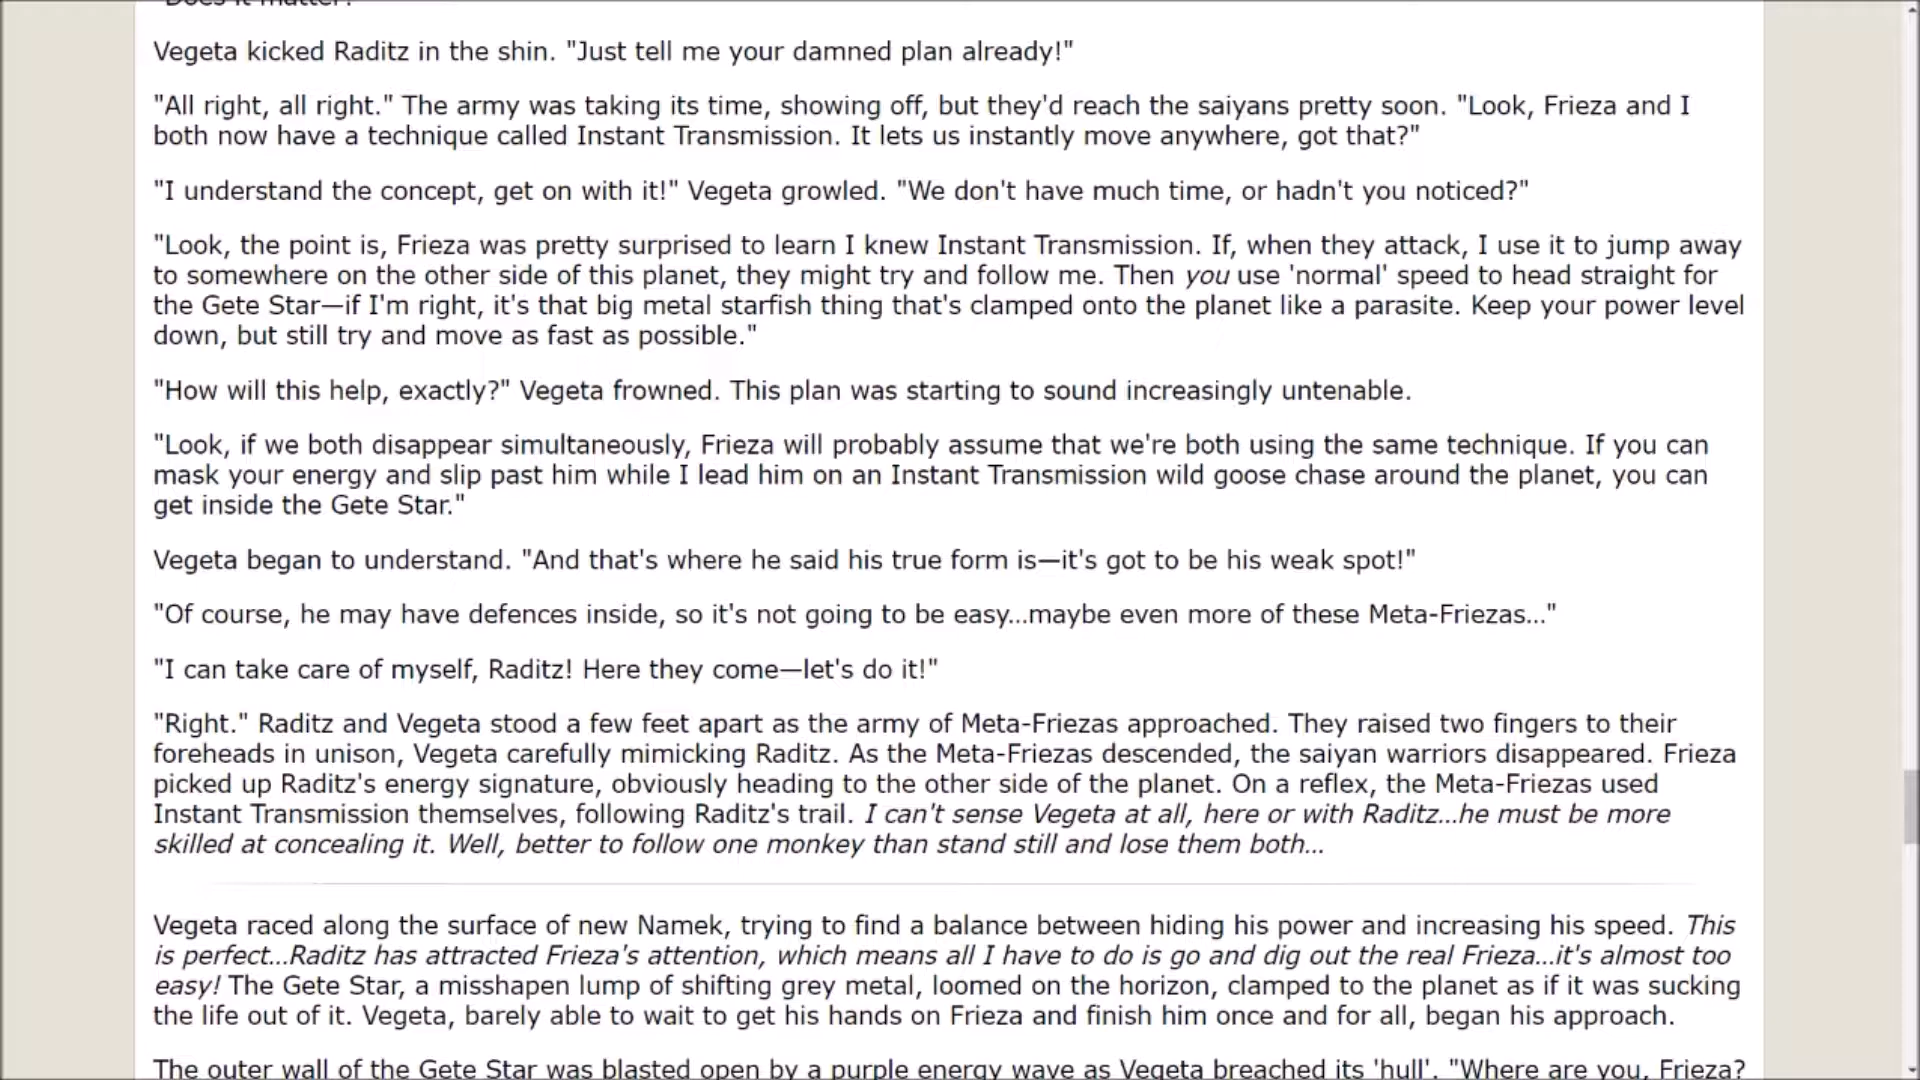 "Does it matter?"
Vegeta kicked Raditz in the shin. "Just tell me your damned plan already!"
"All right, all right." The army was taking its time, showing off, but they'd reach the saiyans pretty soon. "Look, Frieza and I
both now have a technique called Instant Transmission. It lets us instantly move anywhere, got that?"
"I understand the concept, get on with it!" Vegeta growled. "We don't have much time, or hadn't you noticed?"
"Look, the point is, Frieza was pretty surprised to learn I knew Instant Transmission. If, when they attack, I use it to jump away
to somewhere on the other side of this planet, they might try and follow me. Then you use 'normal' speed to head straight for
the Gete Star—if I'm right, it's that big metal starfish thing that's clamped onto the planet like a parasite. Keep your power level
down, but still try and move as fast as possible."
"How will this help, exactly?" Vegeta frowned. This plan was starting to sound increasingly untenable.
"Look, if we both disappear simultaneously, Frieza will probably assume that we're both using the same technique. If you can
mask your energy and slip past him while I lead him on an Instant Transmission wild goose chase around the planet, you can
get inside the Gete Star."
Vegeta began to understand. "And that's where he said his true form is—it's got to be his weak spot!"
"Of course, he may have defences inside, so it's not going to be easy...maybe even more of these Meta-Friezas..."
"I can take care of myself, Raditz! Here they come—let's do it!"
"Right." Raditz and Vegeta stood a few feet apart as the army of Meta-Friezas approached. They raised two fingers to their
foreheads in unison, Vegeta carefully mimicking Raditz. As the Meta-Friezas descended, the saiyan warriors disappeared. Frieza
picked up Raditz's energy signature, obviously heading to the other side of the planet. On a reflex, the Meta-Friezas used
Instant Transmission themselves, following Raditz's trail. I can't sense Vegeta at all, here or with Raditz...he must be more
skilled at concealing it. Well, better to follow one monkey than stand still and lose them both...
Vegeta raced along the surface of new Namek, trying to find a balance between hiding his power and increasing his speed. This
is perfect...Raditz has attracted Frieza's attention, which means all I have to do is go and dig out the real Frieza...it's almost too
easy! The Gete Star, a misshapen lump of shifting grey metal, loomed on the horizon, clamped to the planet as if it was sucking
the life out of it. Vegeta, barely able to wait to get his hands on Frieza and finish him once and for all, began his approach.
The outer wall of the Gete Star was blasted open by a purple energy wave as Vegeta breached its 'hull'. "Where are you, Frieza?